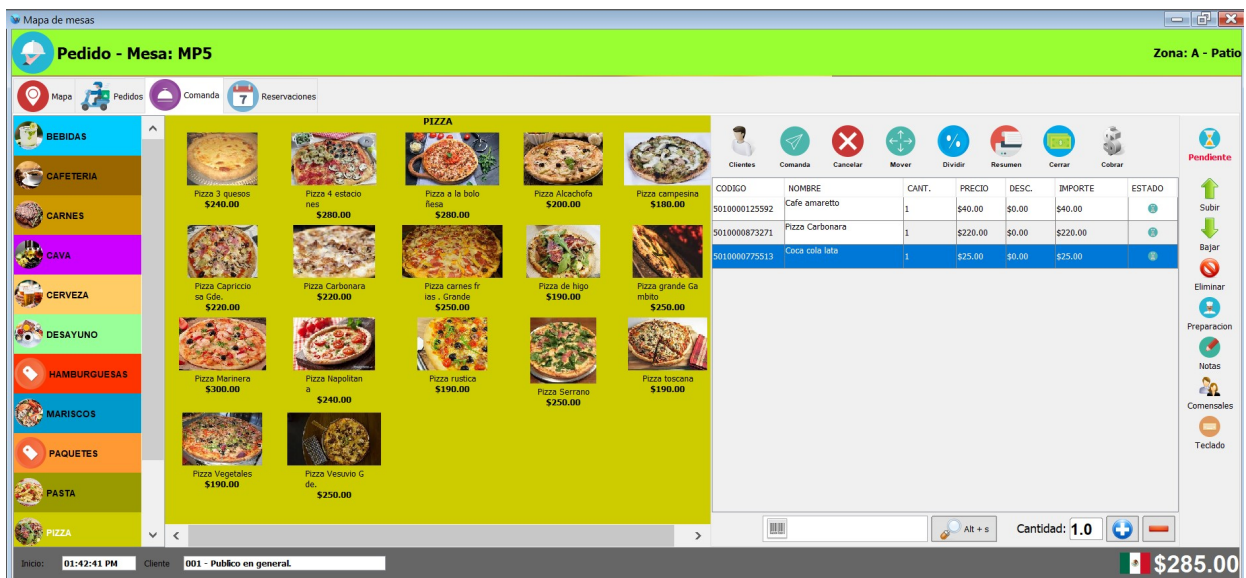 Mapa de mesas
Pedido - Mesa: MP5
Zona: A - Patio
Mapa
Pedidos
Comanda
7
Reservaciones
BEBIDAS
CAFETERIA
CARNES
CAVA
CERVEZA
DESAYUNO
HAMBURGUESAS
MARISCOS
PAQUETES
PASTA
PIZZA
PIZZA
Pizza 3 quesos
$240.00
Pizza 4 estacio
nes
$280.00
Pizza a la bolo
ñesa
$280.00
Pizza Alcachofa
$200.00
Pizza campesina
$180.00
Pizza Capriccio
sa Gde.
$220.00
Pizza Carbonara
$220.00
Pizza carnes fr
ias . Grande
$250.00
Pizza de higo
$190.00
Pizza grande Ga
mbito
$250.00
Pizza Marinera
$300.00
Pizza Napolitan
a
$240.00
Pizza rustica
$190.00
Pizza Serrano
$250.00
Pizza toscana
$190.00
Pizza Vegetales
$190.00
Pizza Vesuvio G
de.
$250.00
Clientes
Comanda
Cancelar
Mover
Dividir
Resumen
Cerrar
Cobrar
CODIGO NOMBRE CANT. PRECIO DESC. IMPORTE ESTADO
5010000125592 Cafe amaretto 1 $40.00 $0.00 $40.00
5010000873271 Pizza Carbonara 1 $220.00 $0.00 $220.00
5010000775513 Coca cola lata 1 $25.00 $0.00 $25.00
Pendiente
Subir
Bajar
Eliminar
Preparacion
Notas
Comensales
Teclado
Alt + s
Cantidad: 1.0
Inicio: 01:42:41 PM Cliente 001 - Publico en general.
$285.00